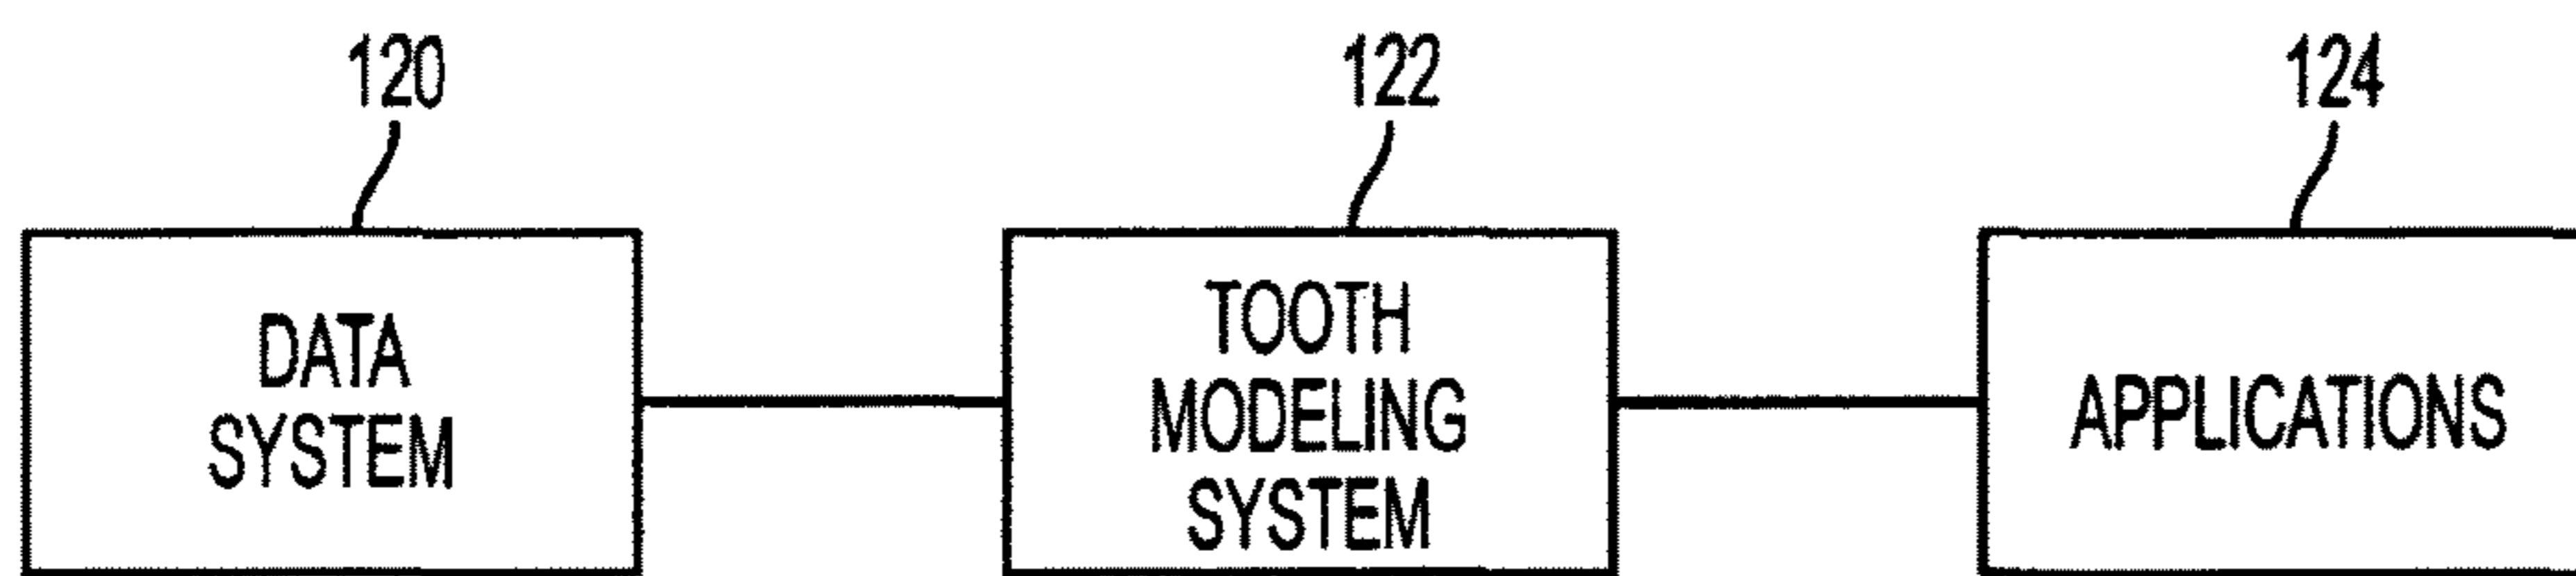 120
122
124
DATA
SYSTEM
TOOTH
MODELING
SYSTEM
APPLICATIONS